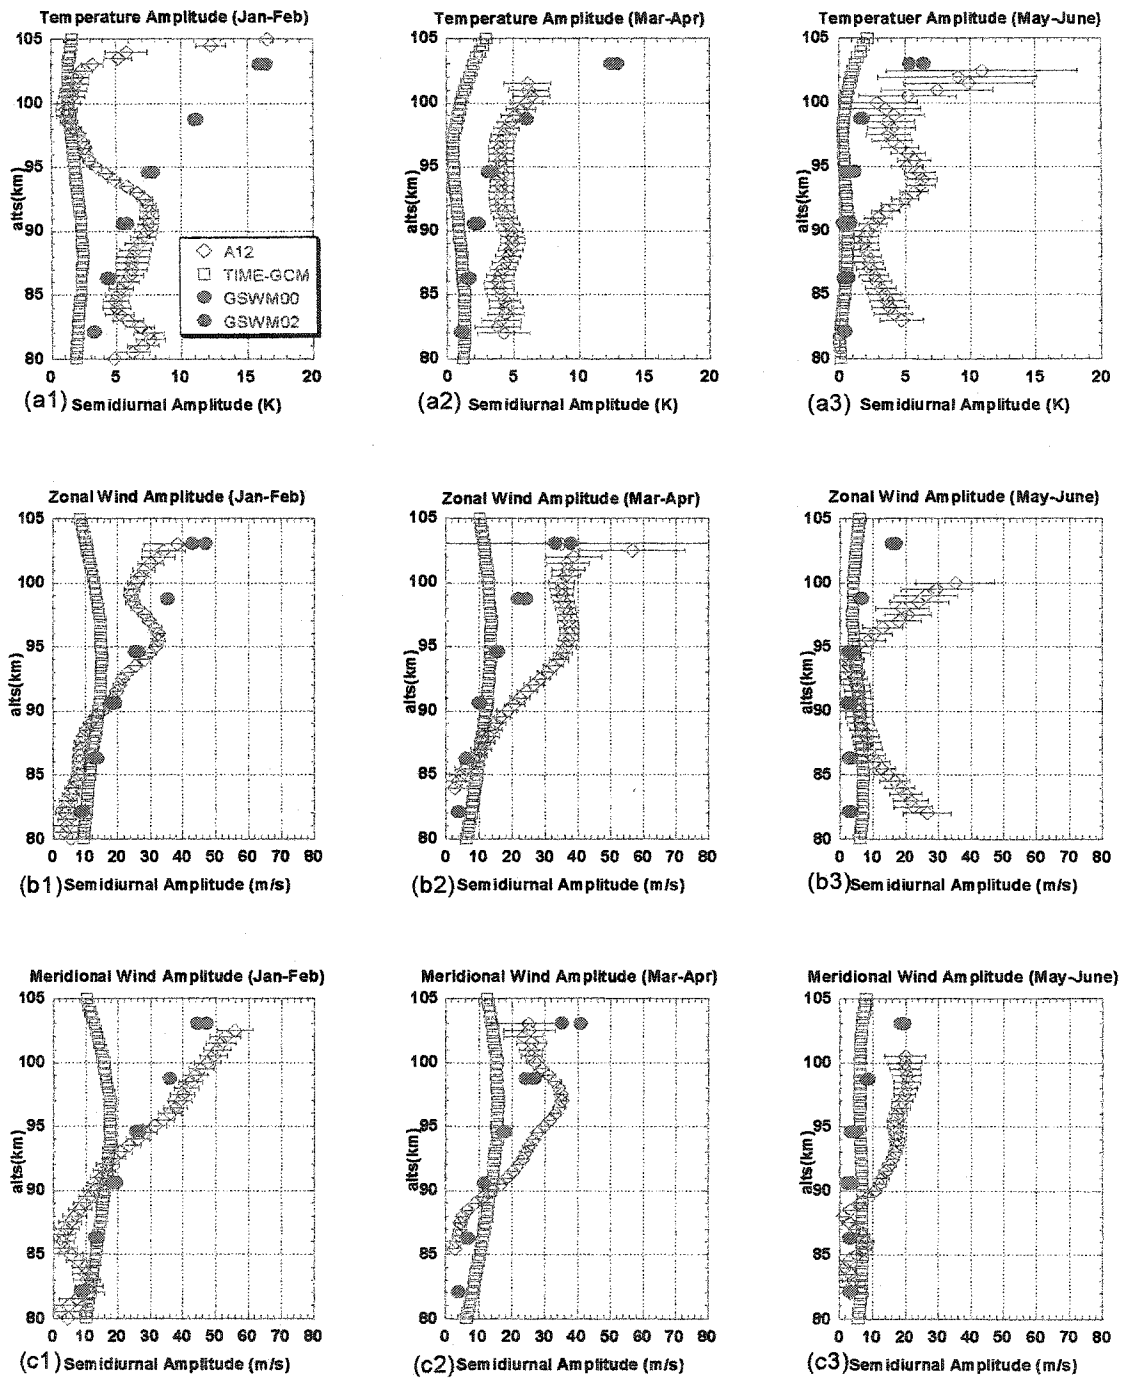 Temperature Amplitude (Jan-Feb)
105
100
95
90
85
80
alts(km)
A12
TIME-GCM
GSWM00
GSWM02
0 5 10 15 20
(a1) Semidiurnal Amplitude (K)
Temperature Amplitude (Mar-Apr)
105
100
95
90
85
80
alts(km)
0 5 10 15 20
(a2) Semidiurnal Amplitude (K)
Temperatuer Amplitude (May-June)
105
100
95
90
85
80
alts(km)
0 5 10 15 20
(a3) Semidiurnal Amplitude (K)
Zonal Wind Amplitude (Jan-Feb)
105
100
95
90
85
80
alts(km)
0 10 20 30 40 50 60 70 80
(b1) Semidiurnal Amplitude (m/s)
Zonal Wind Amplitude (Mar-Apr)
105
100
95
90
85
80
alts(km)
0 10 20 30 40 50 60 70 80
(b2) Semidiurnal Amplitude (m/s)
Zonal Wind Amplitude (May-June)
105
100
95
90
85
80
alts(km)
0 10 20 30 40 50 60 70 80
(b3) Semidiurnal Amplitude (m/s)
Meridional Wind Amplitude (Jan-Feb)
105
100
95
90
85
80
alts(km)
0 10 20 30 40 50 60 70 80
(c1) Semidiurnal Amplitude (m/s)
Meridional Wind Amplitude (Mar-Apr)
105
100
95
90
85
80
alts(km)
0 10 20 30 40 50 60 70 80
(c2) Semidiurnal Amplitude (m/s)
Meridional Wind Amplitude (May-June)
105
100
95
90
85
80
alts(km)
0 10 20 30 40 50 60 70 80
(c3) Semidiurnal Amplitude (m/s)